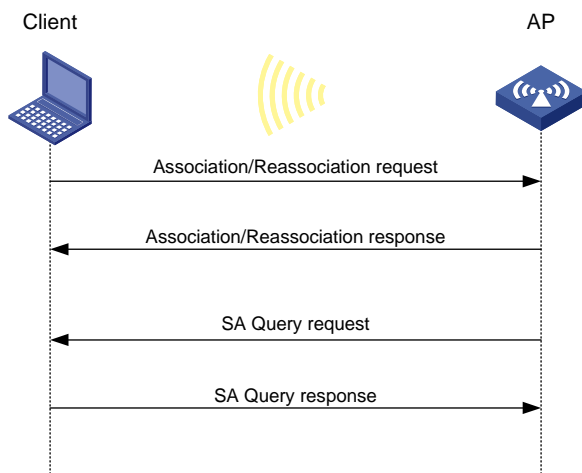 Client
AP
Association/Reassociation request
Association/Reassociation response
SA Query request
SA Query response